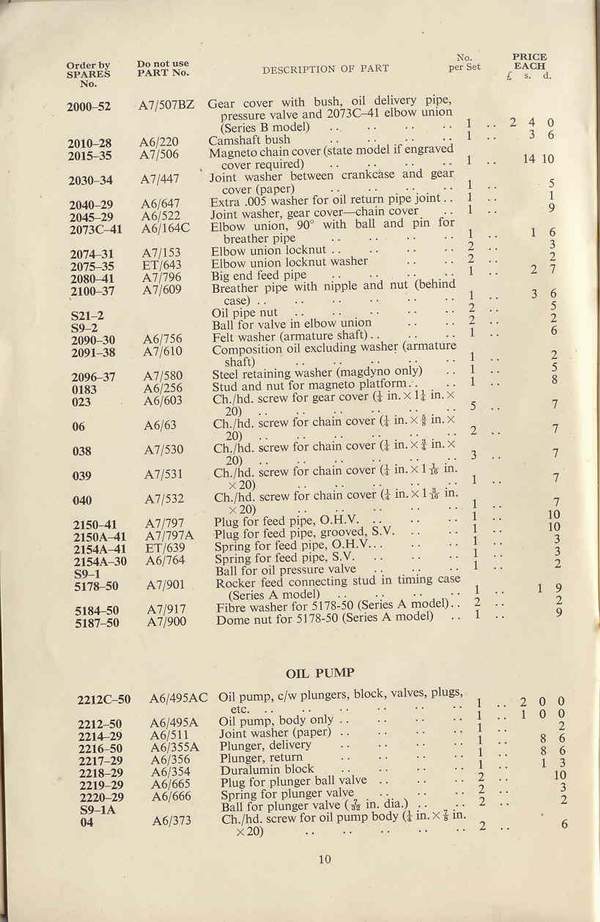 Order by SPARES No. Do not use PART No. DESCRIPTION OF PART No. per Set PRICE EACH £ s. d.
2000–52 A7/507BZ Gear cover with bush, oil delivery pipe,
pressure valve and 2073C–41 elbow union
(Series B model) .. .. .. .. 1 .. 2 4 0
2010–28 A6/220 Camshaft bush .. .. .. .. 1 .. 3 6
2015–35 A7/506 Magneto chain cover (state model if engraved
cover required) .. .. .. .. 1 .. 14 10
2030–34 A7/447 Joint washer between crankcase and gear
cover (paper) .. .. .. .. 1 .. 5
2040–29 A6/647 Extra .005 washer for oil return pipe joint .. 1 .. 1
2045–29 A6/522 Joint washer, gear cover—chain cover .. 1 .. 9
2073C–41 A6/164C Elbow union, 90° with ball and pin for
breather pipe .. .. .. .. 1 .. 1 6
2074–31 A7/153 Elbow union locknut .. .. .. .. 2 .. 3
2075–35 ET/643 Elbow union locknut washer .. .. 2 .. 2
2080–41 A7/796 Big end feed pipe .. .. .. .. 1 .. 2 7
2100–37 A7/609 Breather pipe with nipple and nut (behind
case) .. .. .. .. .. .. 1 .. 3 6
S21–2 Oil pipe nut .. .. .. .. .. 2 .. 5
S9–2 Ball for valve in elbow union .. .. 2 .. 2
2090–30 A6/756 Felt washer (armature shaft) .. .. .. 1 .. 6
2091–38 A7/610 Composition oil excluding washer (armature
shaft) .. .. .. .. .. 1 .. 2
2096–37 A7/580 Steel retaining washer (magdyno only) .. 1 .. 5
0183 A6/256 Stud and nut for magneto platform .. .. 1 .. 8
023 A6/603 Ch./hd. screw for gear cover (¼ in. × 1¼ in. ×
20) .. .. .. .. .. .. 5 .. 7
06 A6/63 Ch./hd. screw for chain cover (¼ in. × ⅝ in. ×
20) .. .. .. .. .. .. 2 .. 7
038 A7/530 Ch./hd. screw for chain cover (¼ in. × ¾ in. ×
20) .. .. .. .. .. .. 3 .. 7
039 A7/531 Ch./hd. screw for chain cover (¼ in. × 1 in.
× 20) .. .. .. .. .. 1 .. 7
040 A7/532 Ch./hd. screw for chain cover (¼ in. × 1 in.
× 20) .. .. .. .. .. 1 .. 7
2150–41 A7/797 Plug for feed pipe, O.H.V. .. .. .. 1 .. 10
2150A–41 A7/797A Plug for feed pipe, grooved, S.V. .. .. 1 .. 10
2154A–41 ET/639 Spring for feed pipe, O.H.V. .. .. .. 1 .. 3
2154A–30 A6/764 Spring for feed pipe, S.V. .. .. .. 1 .. 3
S9–1 Ball for oil pressure valve .. .. .. 1 .. 2
5178–50 A7/901 Rocker feed connecting stud in timing case
(Series A model) .. .. .. .. 1 .. 1 9
5184–50 A7/917 Fibre washer for 5178-50 (Series A model) .. 2 .. 2
5187–50 A7/900 Dome nut for 5178-50 (Series A model) .. 1 .. 9
OIL PUMP
2212C–50 A6/495AC Oil pump, c/w plungers, block, valves, plugs,
etc. .. .. .. .. .. .. 1 .. 2 0 0
2212–50 A6/495A Oil pump, body only .. .. .. .. 1 .. 1 0 0
2214–29 A6/511 Joint washer (paper) .. .. .. .. 1 .. 2
2216–50 A6/355A Plunger, delivery .. .. .. .. 1 .. 8 6
2217–29 A6/356 Plunger, return .. .. .. .. 1 .. 8 6
2218–29 A6/354 Duralumin block .. .. .. .. 1 .. 1 3
2219–29 A6/665 Plug for plunger ball valve .. .. .. 2 .. 10
2220–29 A6/666 Spring for plunger valve .. .. .. 2 .. 3
S9–1A Ball for plunger valve (7/32 in. dia.) .. .. 2 .. 2
04 A6/373 Ch./hd. screw for oil pump body (¼ in. × ⅞ in.
× 20) .. .. .. .. .. 2 .. 6
10